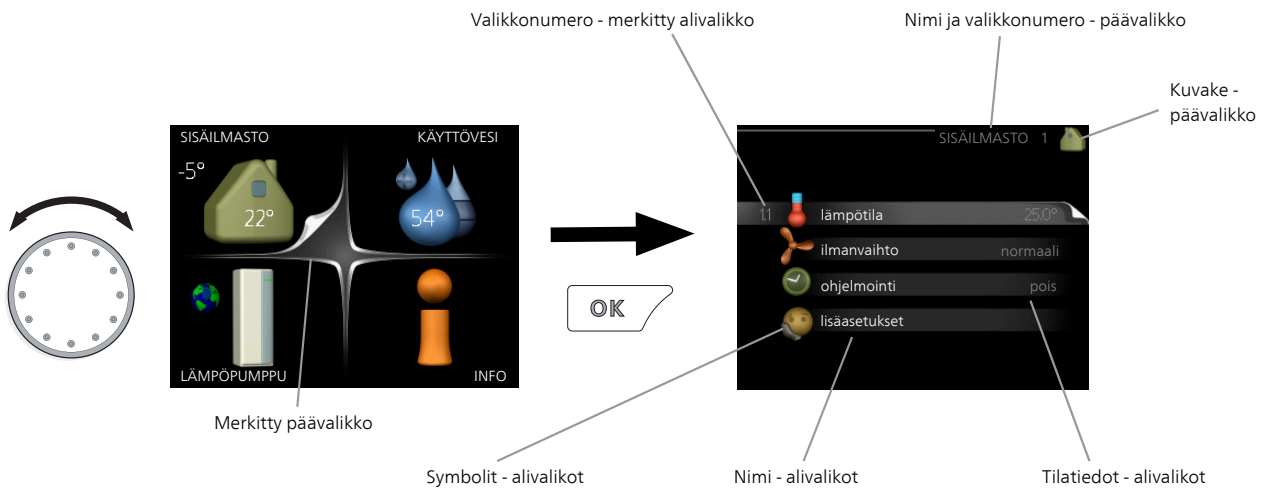 Valikkonumero - merkitty alivalikko
Nimi ja valikkonumero - päävalikko
Kuvake -
päävalikko
SISÄILMASTO
KÄYTTÖVESI
-5°
22°
54°
LÄMPÖPUMPPU
INFO
Merkitty päävalikko
OK
SISÄILMASTO 1
1.1 lämpötila 25.0°
ilmanvaihto normaali
ohjelmointi pois
lisäasetukset
Symbolit - alivalikot
Nimi - alivalikot
Tilatiedot - alivalikot